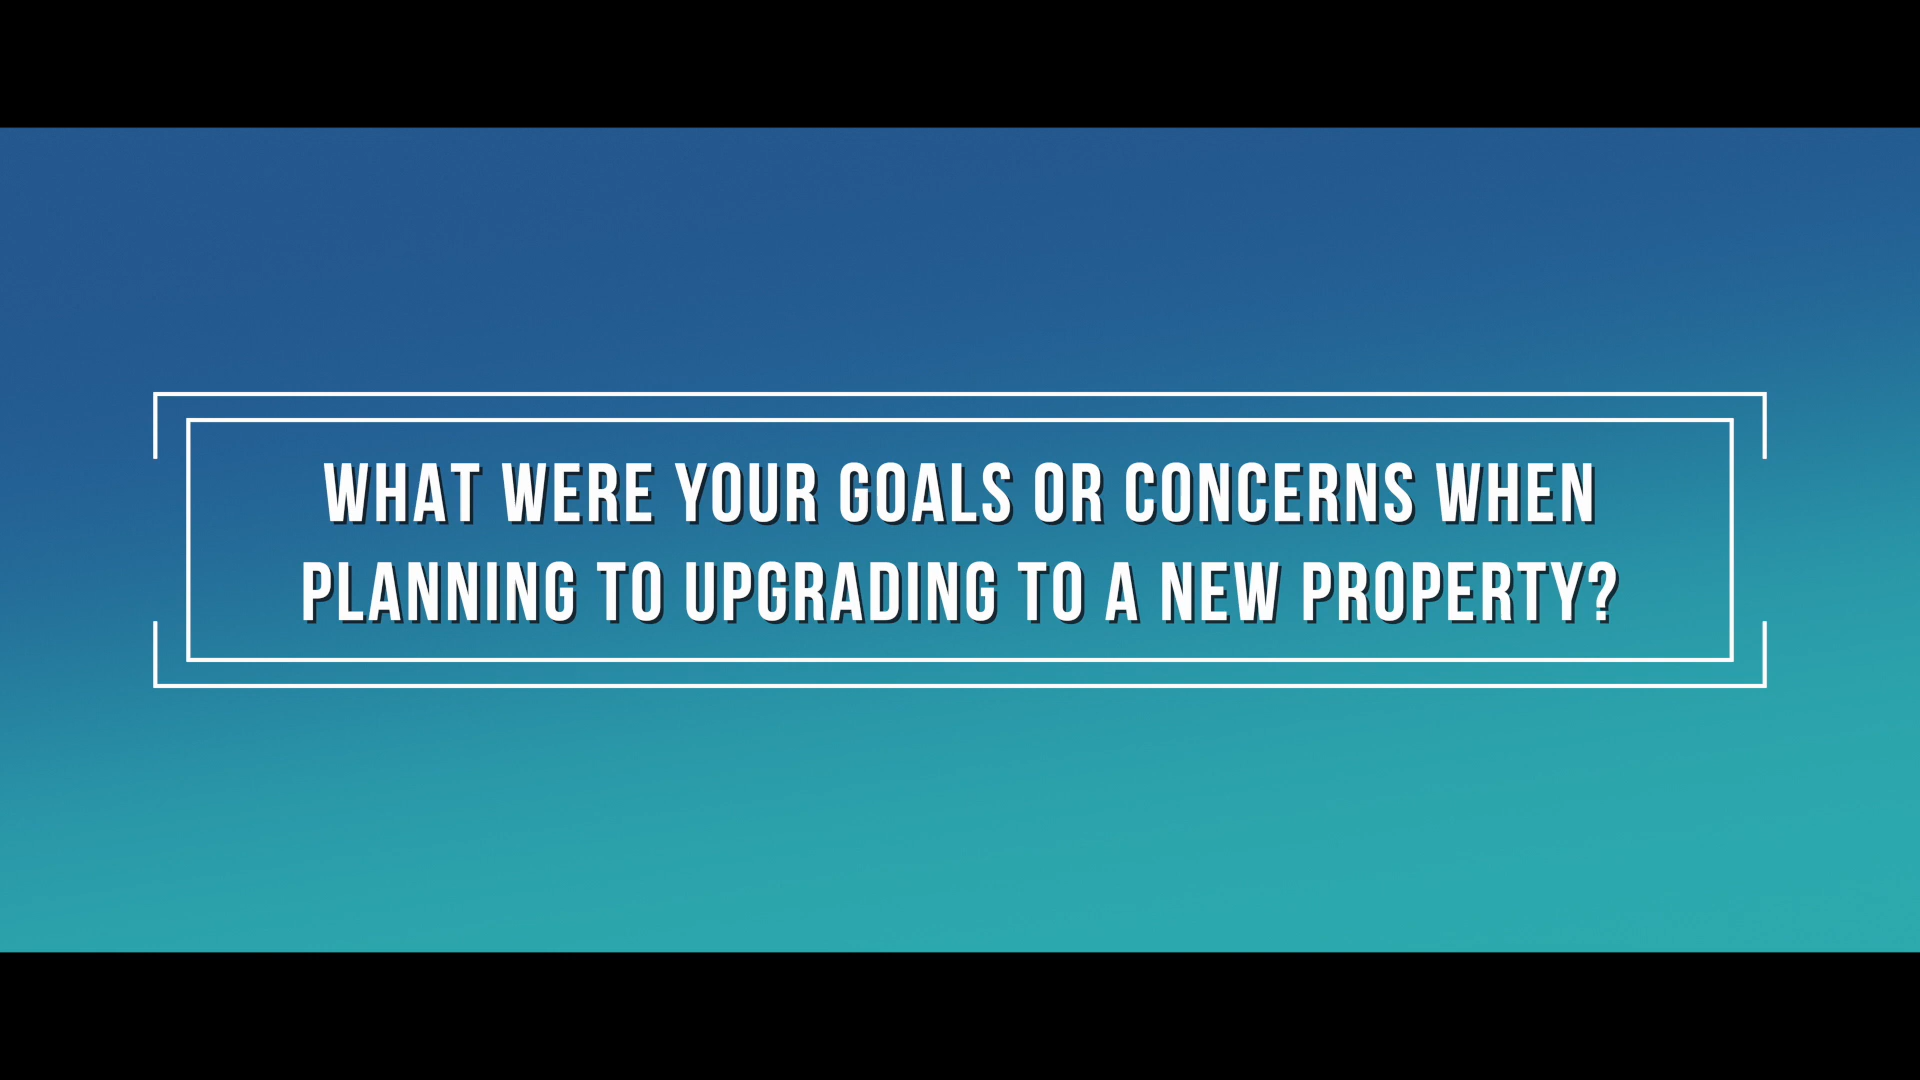 WHAT WERE YOUR GOALS OR CONCERNS WHEN
PLANNING TO UPGRADING TO A NEW PROPERTY?